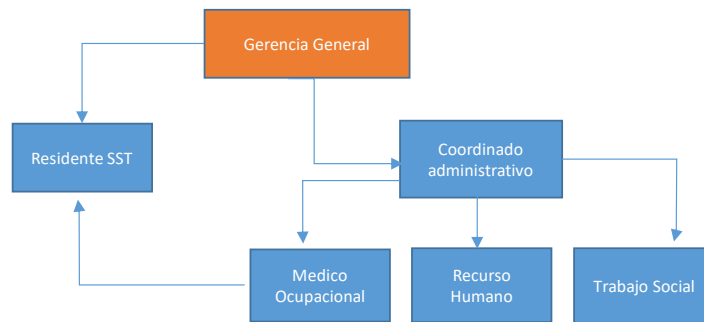 Gerencia General
Residente SST
Coordinado
administrativo
Medico
Ocupacional
Recurso
Humano
Trabajo Social